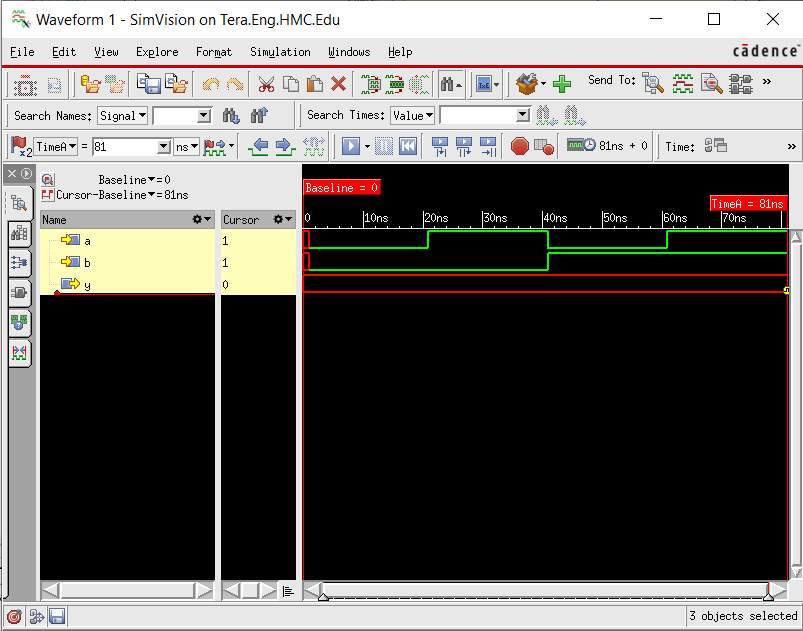 Waveform 1 - SimVision on Tera.Eng.HMC.Edu
File Edit View Explore Format Simulation Windows Help
cādence
Send To:
Search Names: Signal
Search Times: Value
x2 TimeA = 81 ns
81ns + 0
Time:
Baseline = 0
Cursor-Baseline = 81ns
Baseline = 0
TimeA = 81ns
Name Cursor
0 10ns 20ns 30ns 40ns 50ns 60ns 70ns
a 1
b 1
y 0
3 objects selected